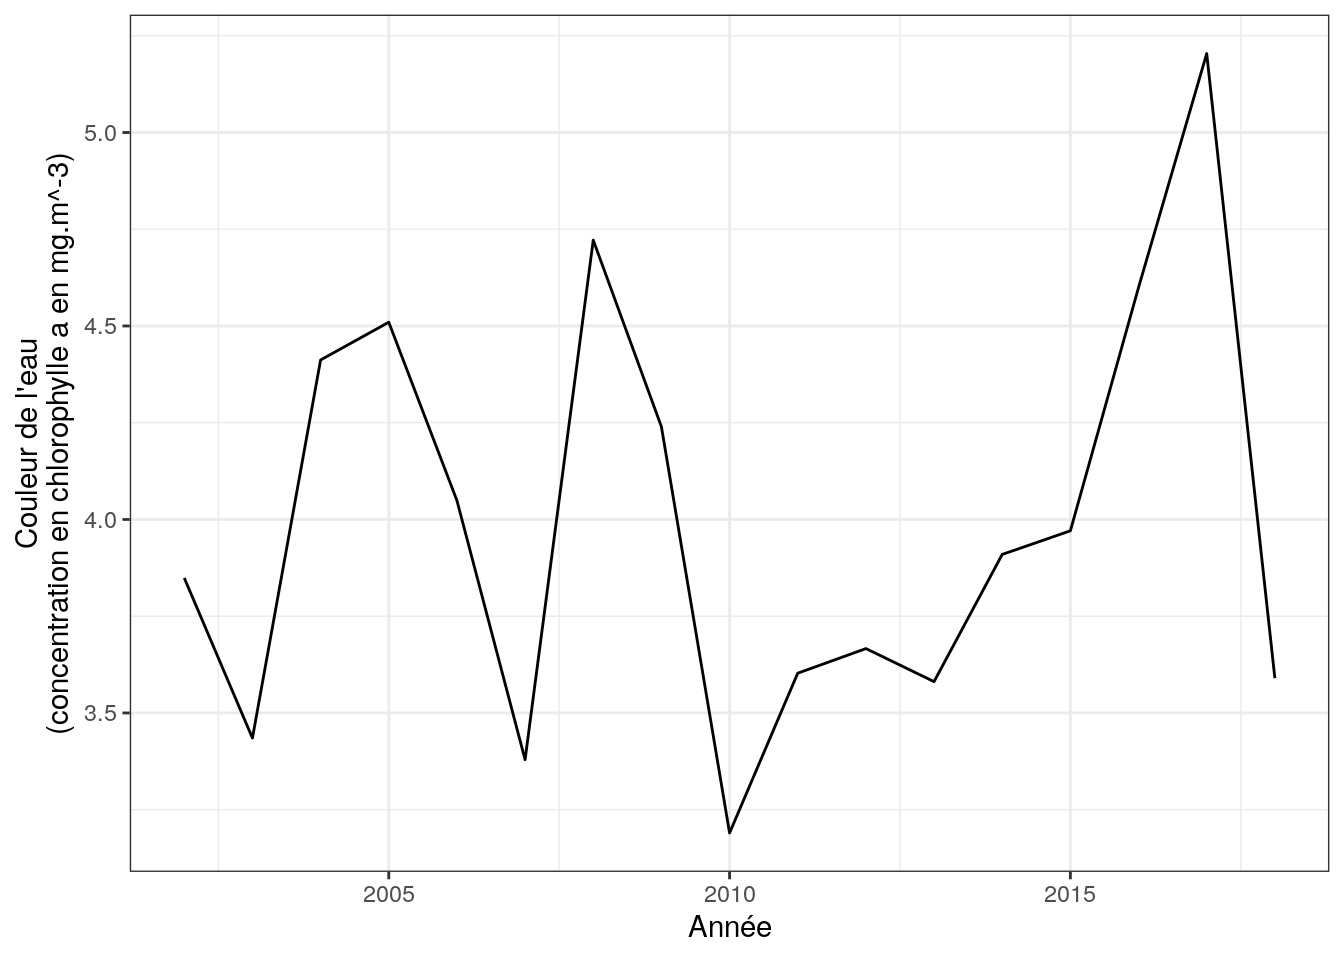 Couleur de l'eau
(concentration en chlorophylle a en mg.m^-3)
5.0
4.5
4.0
3.5
2005
2010
2015
Année